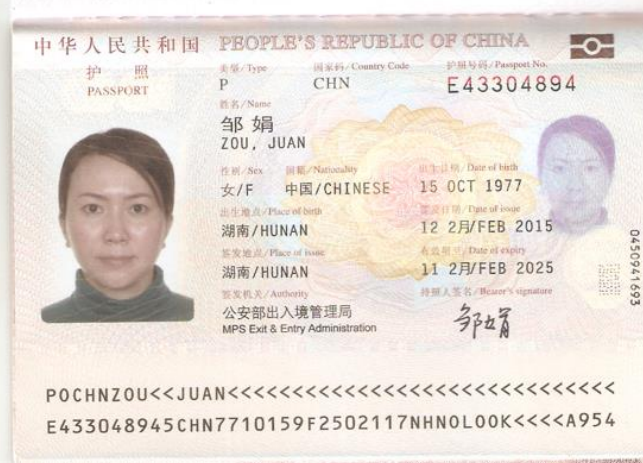 中华人民共和国 PEOPLE'S REPUBLIC OF CHINA
护 照
PASSPORT
类型/Type 国家码/Country Code 护照号码/Passport No.
P CHN E43304894
姓名/Name
邹 娟
ZOU, JUAN
性别/Sex 国籍/Nationality 出生日期/Date of birth
女/F 中国/CHINESE 15 OCT 1977
出生地点/Place of birth 签发日期/Date of issue
湖南/HUNAN 12 2月/FEB 2015
签发地点/Place of issue 有效期至/Date of expiry
湖南/HUNAN 11 2月/FEB 2025
签发机关/Authority 持照人签名/Bearer's signature
公安部出入境管理局
MPS Exit & Entry Administration
邹娟
0450941693
POCHNZOU<<JUAN<<<<<<<<<<<<<<<<<<<<<<<<<<<<<<
E433048945CHN7710159F2502117NHNOLOOK<<<<A954